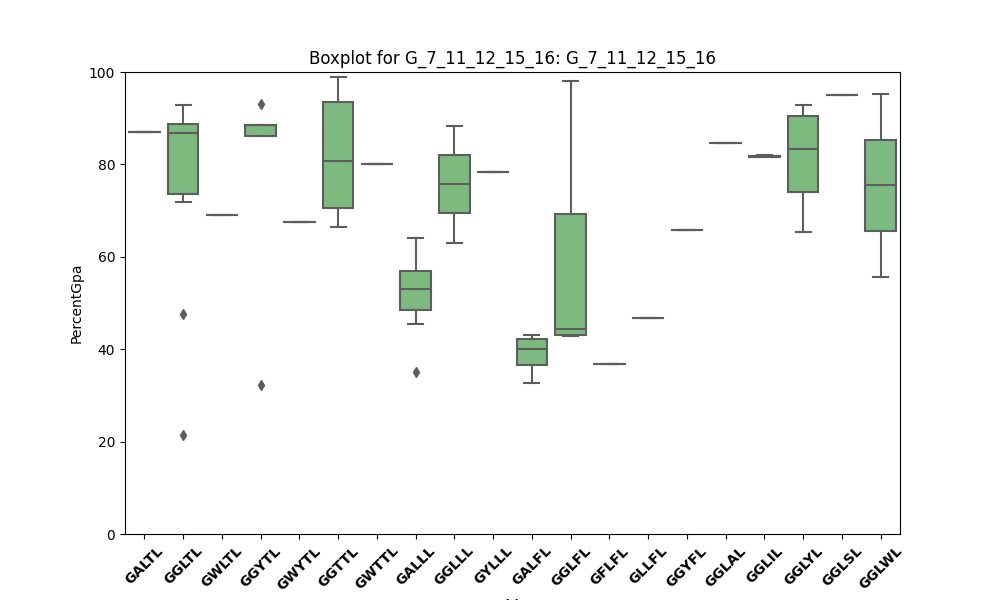 Boxplot for G_7_11_12_15_16: G_7_11_12_15_16
100
80
60
40
20
0
PercentGpa
GALTL GGLTL GWLTL GGYTL GWYTL GGTTL GWTTL GALLL GGLLL GYLLL GALFL GGLFL GFLFL GLLFL GGYFL GGLAL GGLIL GGLYL GGLSL GGLWL